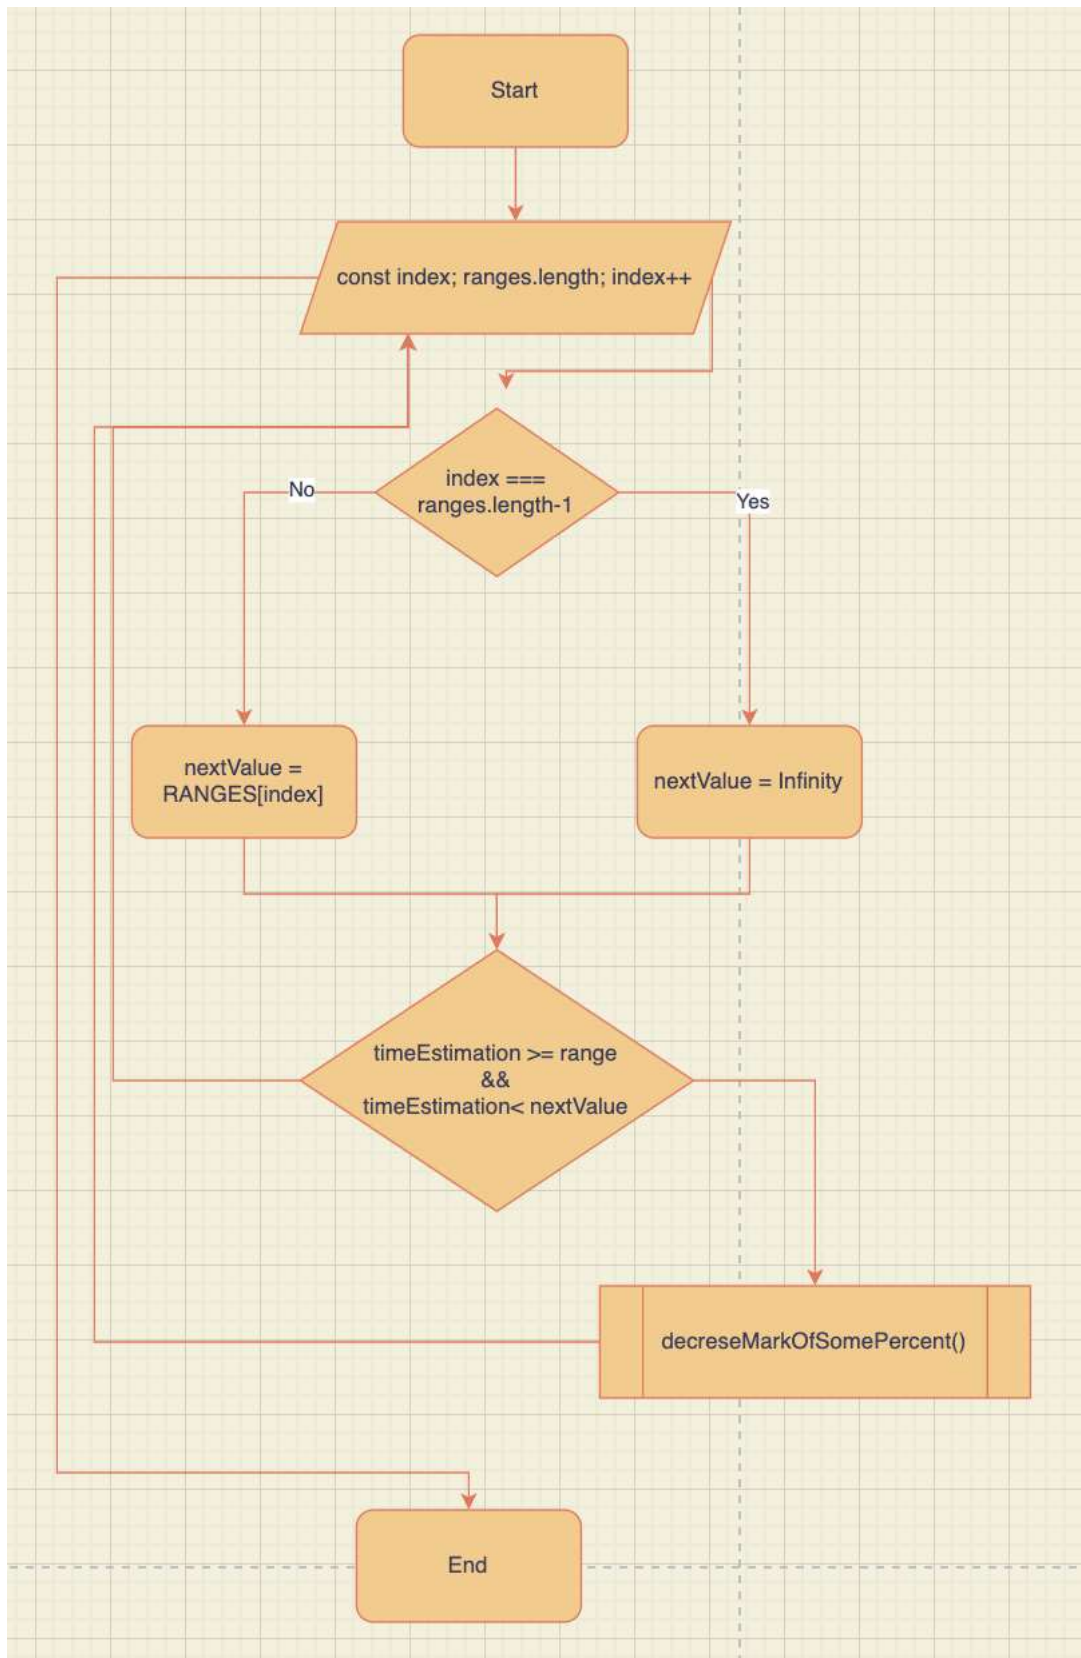 Start
const index; ranges.length; index++
index ===
ranges.length-1
No
Yes
nextValue =
RANGES[index]
nextValue = Infinity
timeEstimation >= range
&&
timeEstimation< nextValue
decreseMarkOfSomePercent()
End